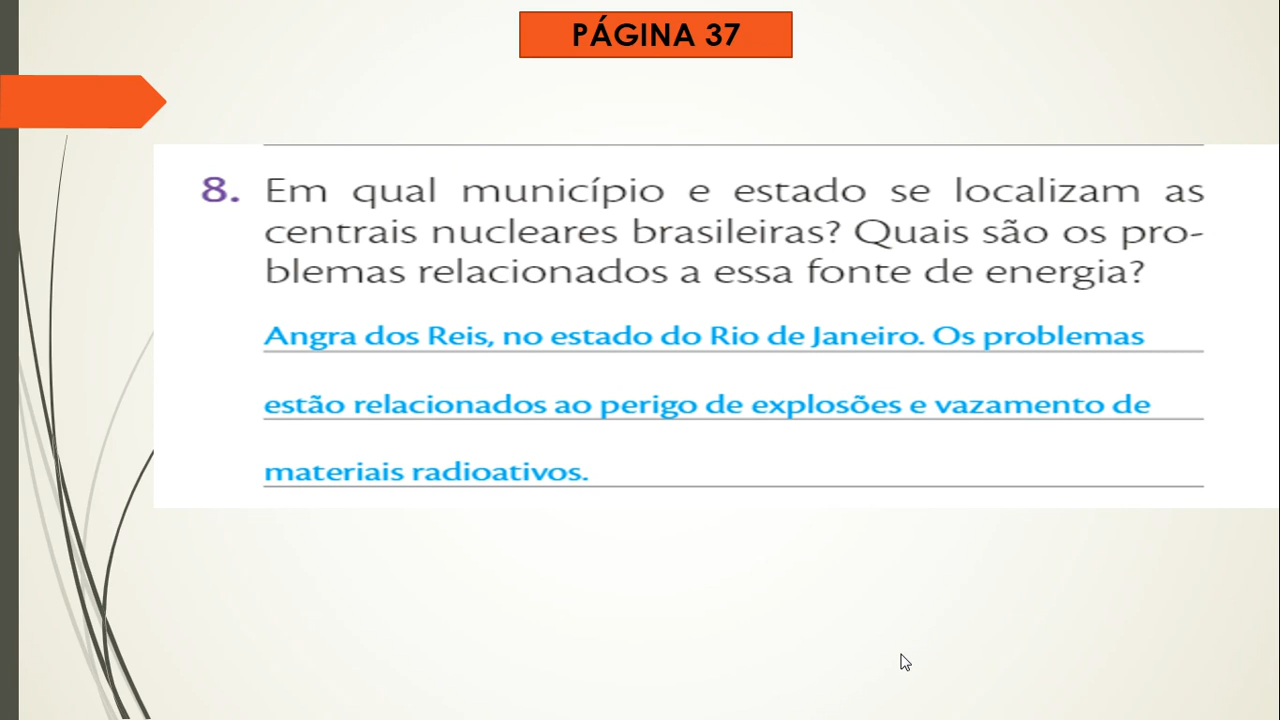 PÁGINA 37
8. Em qual município e estado se localizam as
centrais nucleares brasileiras? Quais são os pro-
blemas relacionados a essa fonte de energia?
Angra dos Reis, no estado do Rio de Janeiro. Os problemas
estão relacionados ao perigo de explosões e vazamento de
materiais radioativos.